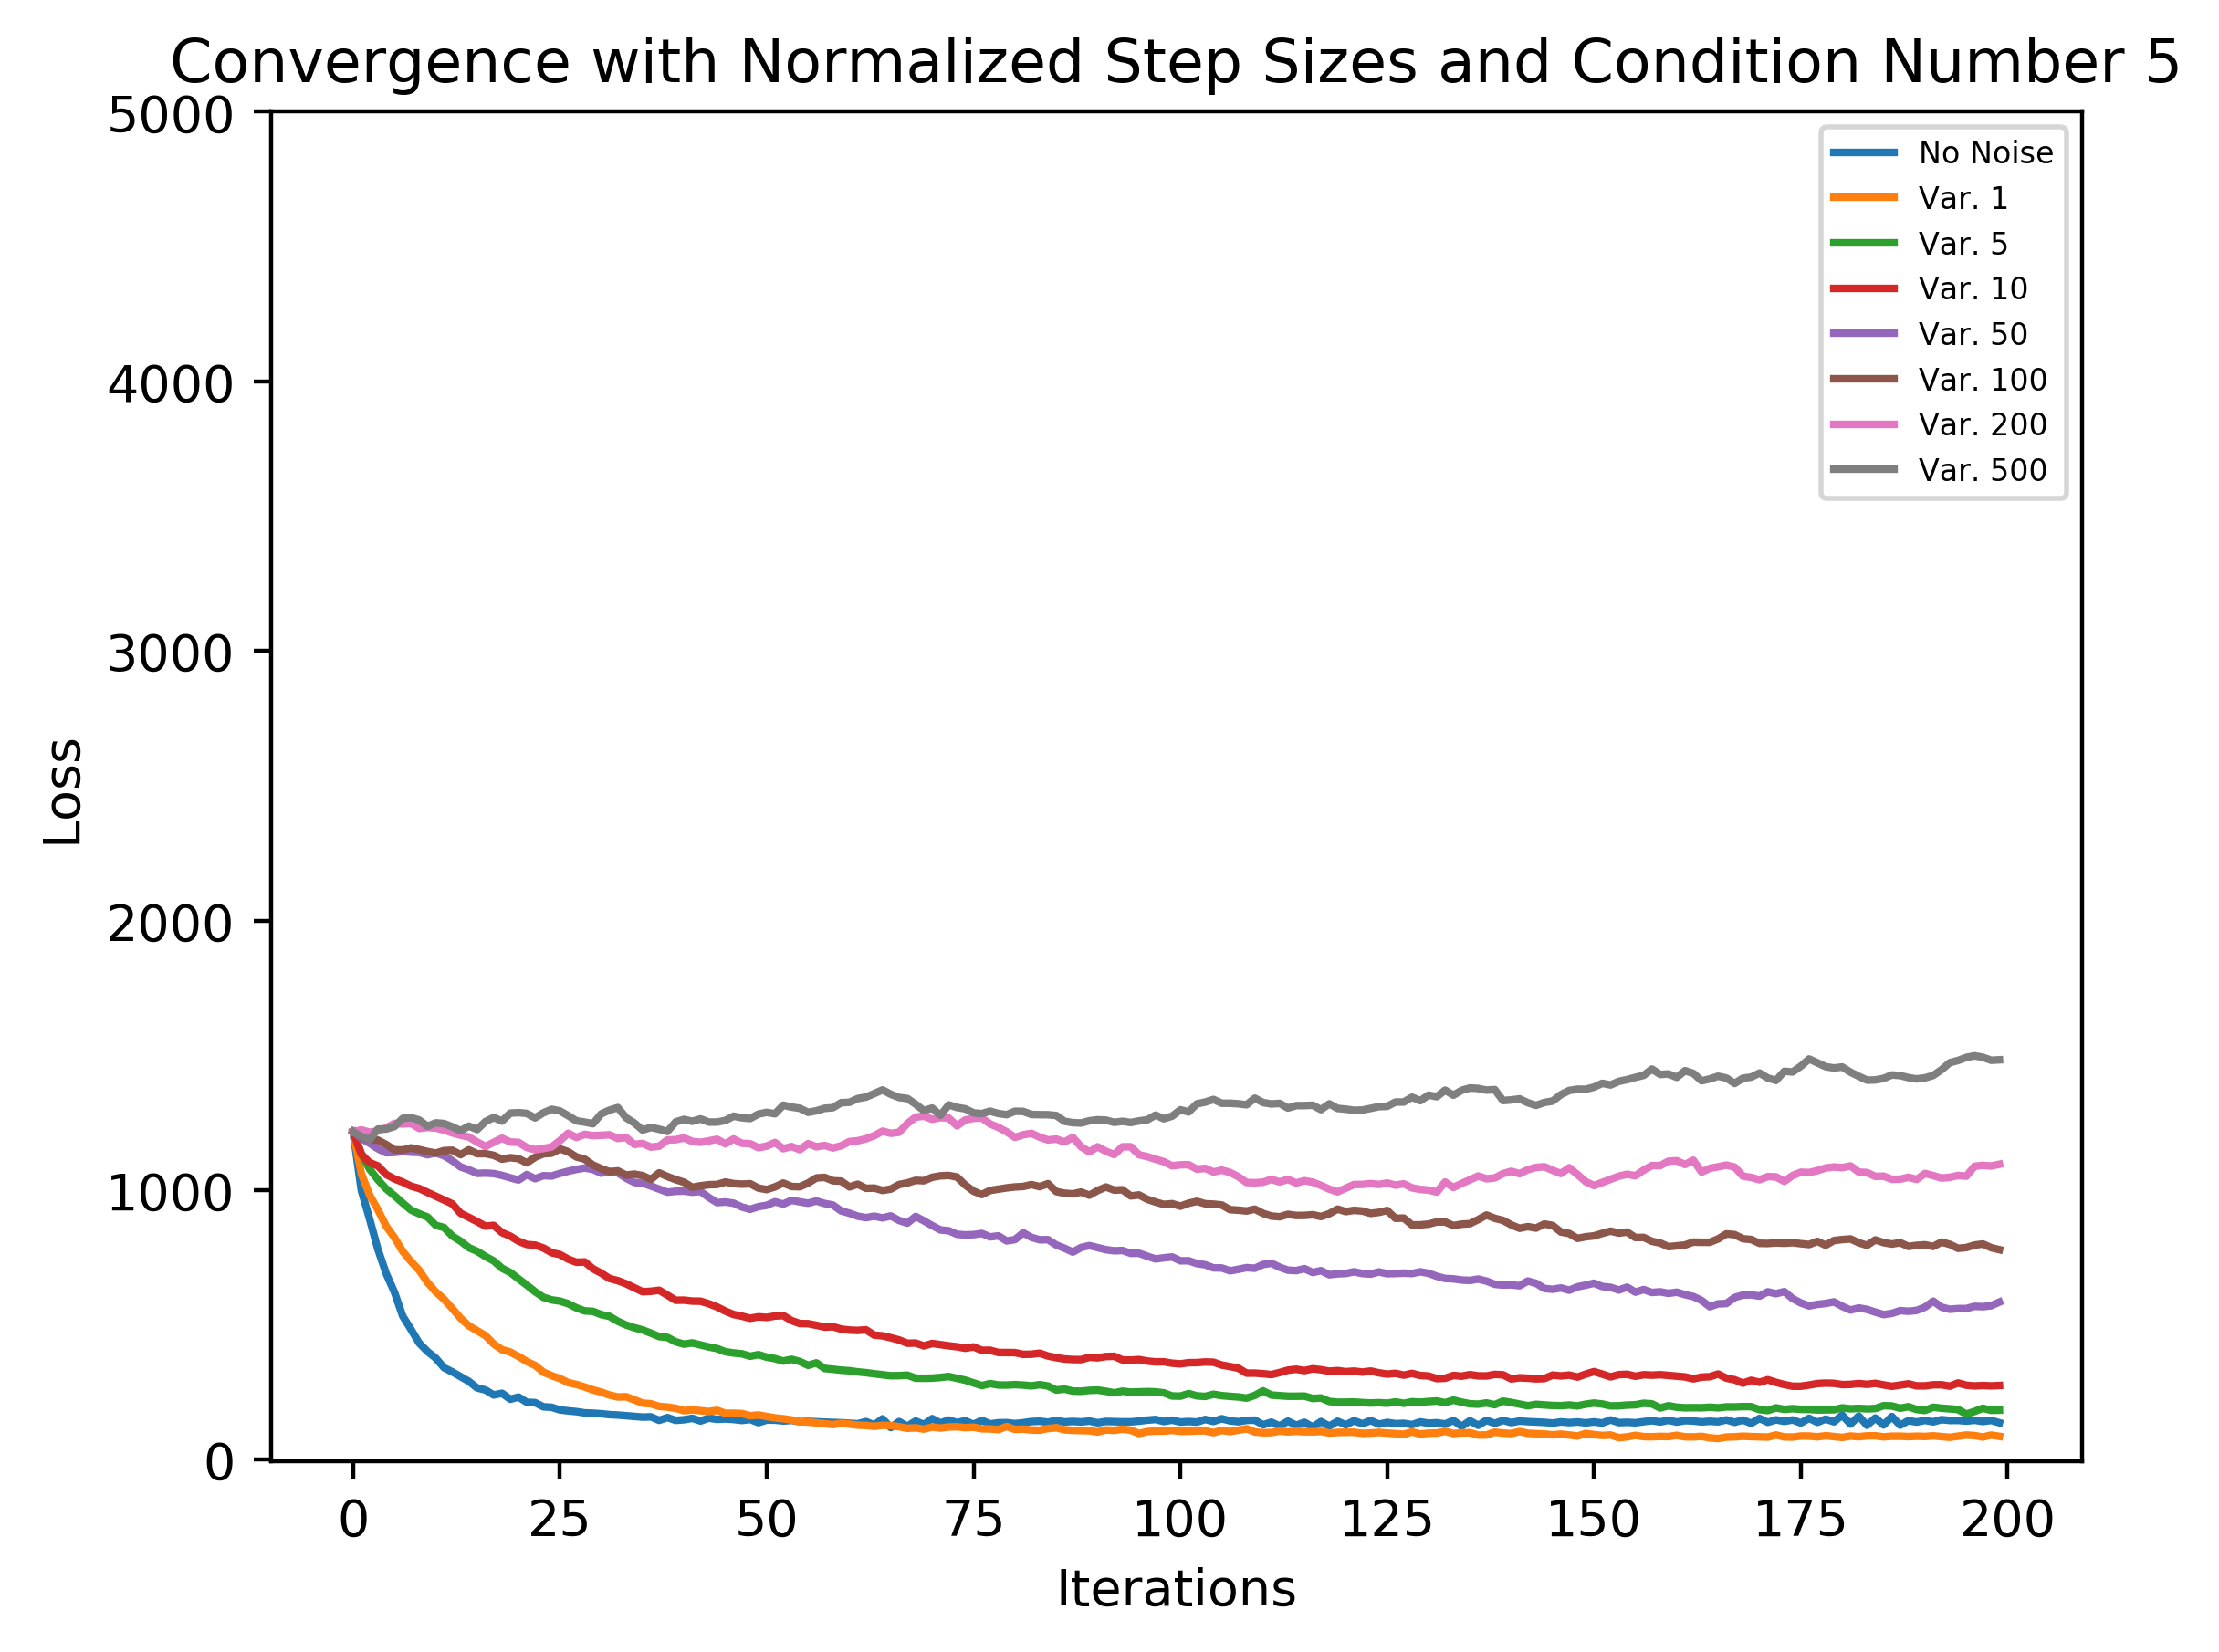 Convergence with Normalized Step Sizes and Condition Number 5
5000
4000
3000
2000
1000
0
Loss
No Noise
Var. 1
Var. 5
Var. 10
Var. 50
Var. 100
Var. 200
Var. 500
0 25 50 75 100 125 150 175 200
Iterations